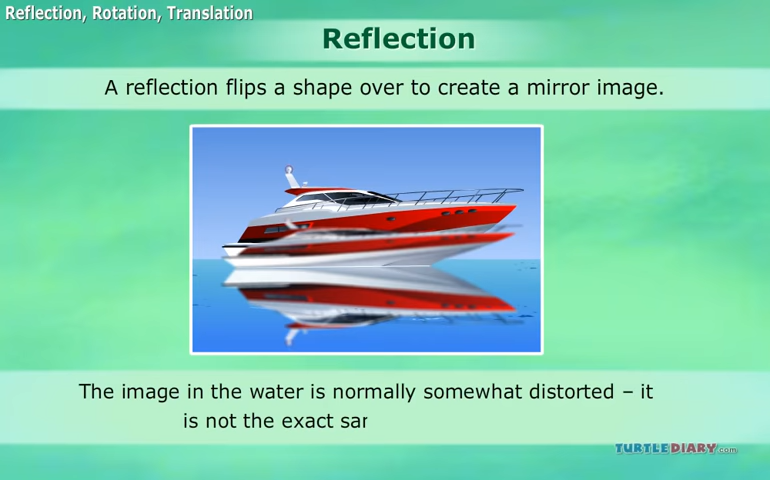 Reflection, Rotation, Translation
Reflection
A reflection flips a shape over to create a mirror image.
The image in the water is normally somewhat distorted – it
is not the exact
TURTLEDIARY.com